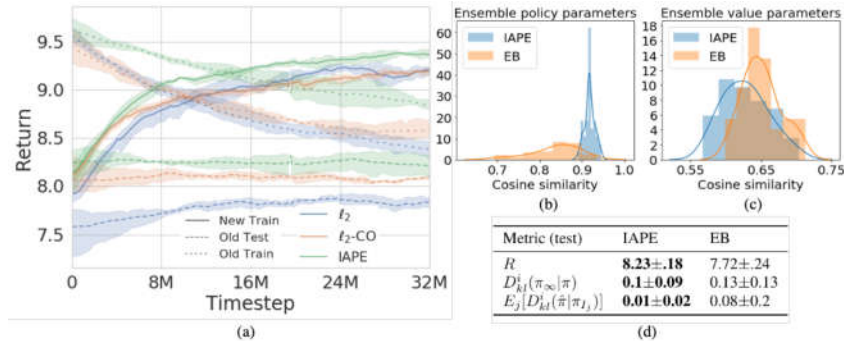 9.5
9.0
8.5
8.0
7.5
Return
0
8M
16M
24M
32M
Timestep
New Train
Old Test
Old Train
ℓ₂
ℓ₂-CO
IAPE
(a)
Ensemble policy parameters
60
50
40
30
20
10
0
IAPE
EB
0.7
0.8
0.9
1.0
Cosine similarity
(b)
Ensemble value parameters
18
16
14
12
10
8
6
4
2
0
IAPE
EB
0.55
0.65
0.75
Cosine similarity
(c)
Metric (test) IAPE EB
R 8.23±.18 7.72±.24
Dⁱₖₗ(π∞|π) 0.1±0.09 0.13±0.13
Eⱼ[Dⁱₖₗ(π̂|π_{Iⱼ})] 0.01±0.02 0.08±0.2
(d)